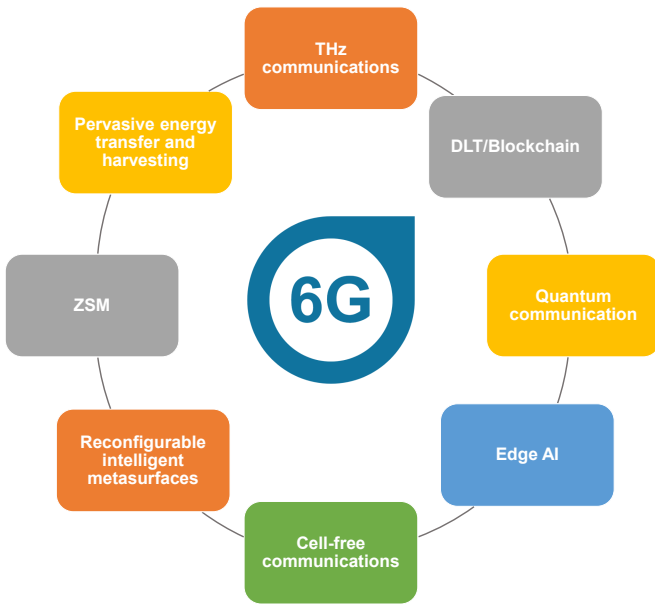 THz
communications
DLT/Blockchain
Quantum
communication
Edge AI
Cell-free
communications
Reconfigurable
intelligent
metasurfaces
ZSM
Pervasive energy
transfer and
harvesting
6G